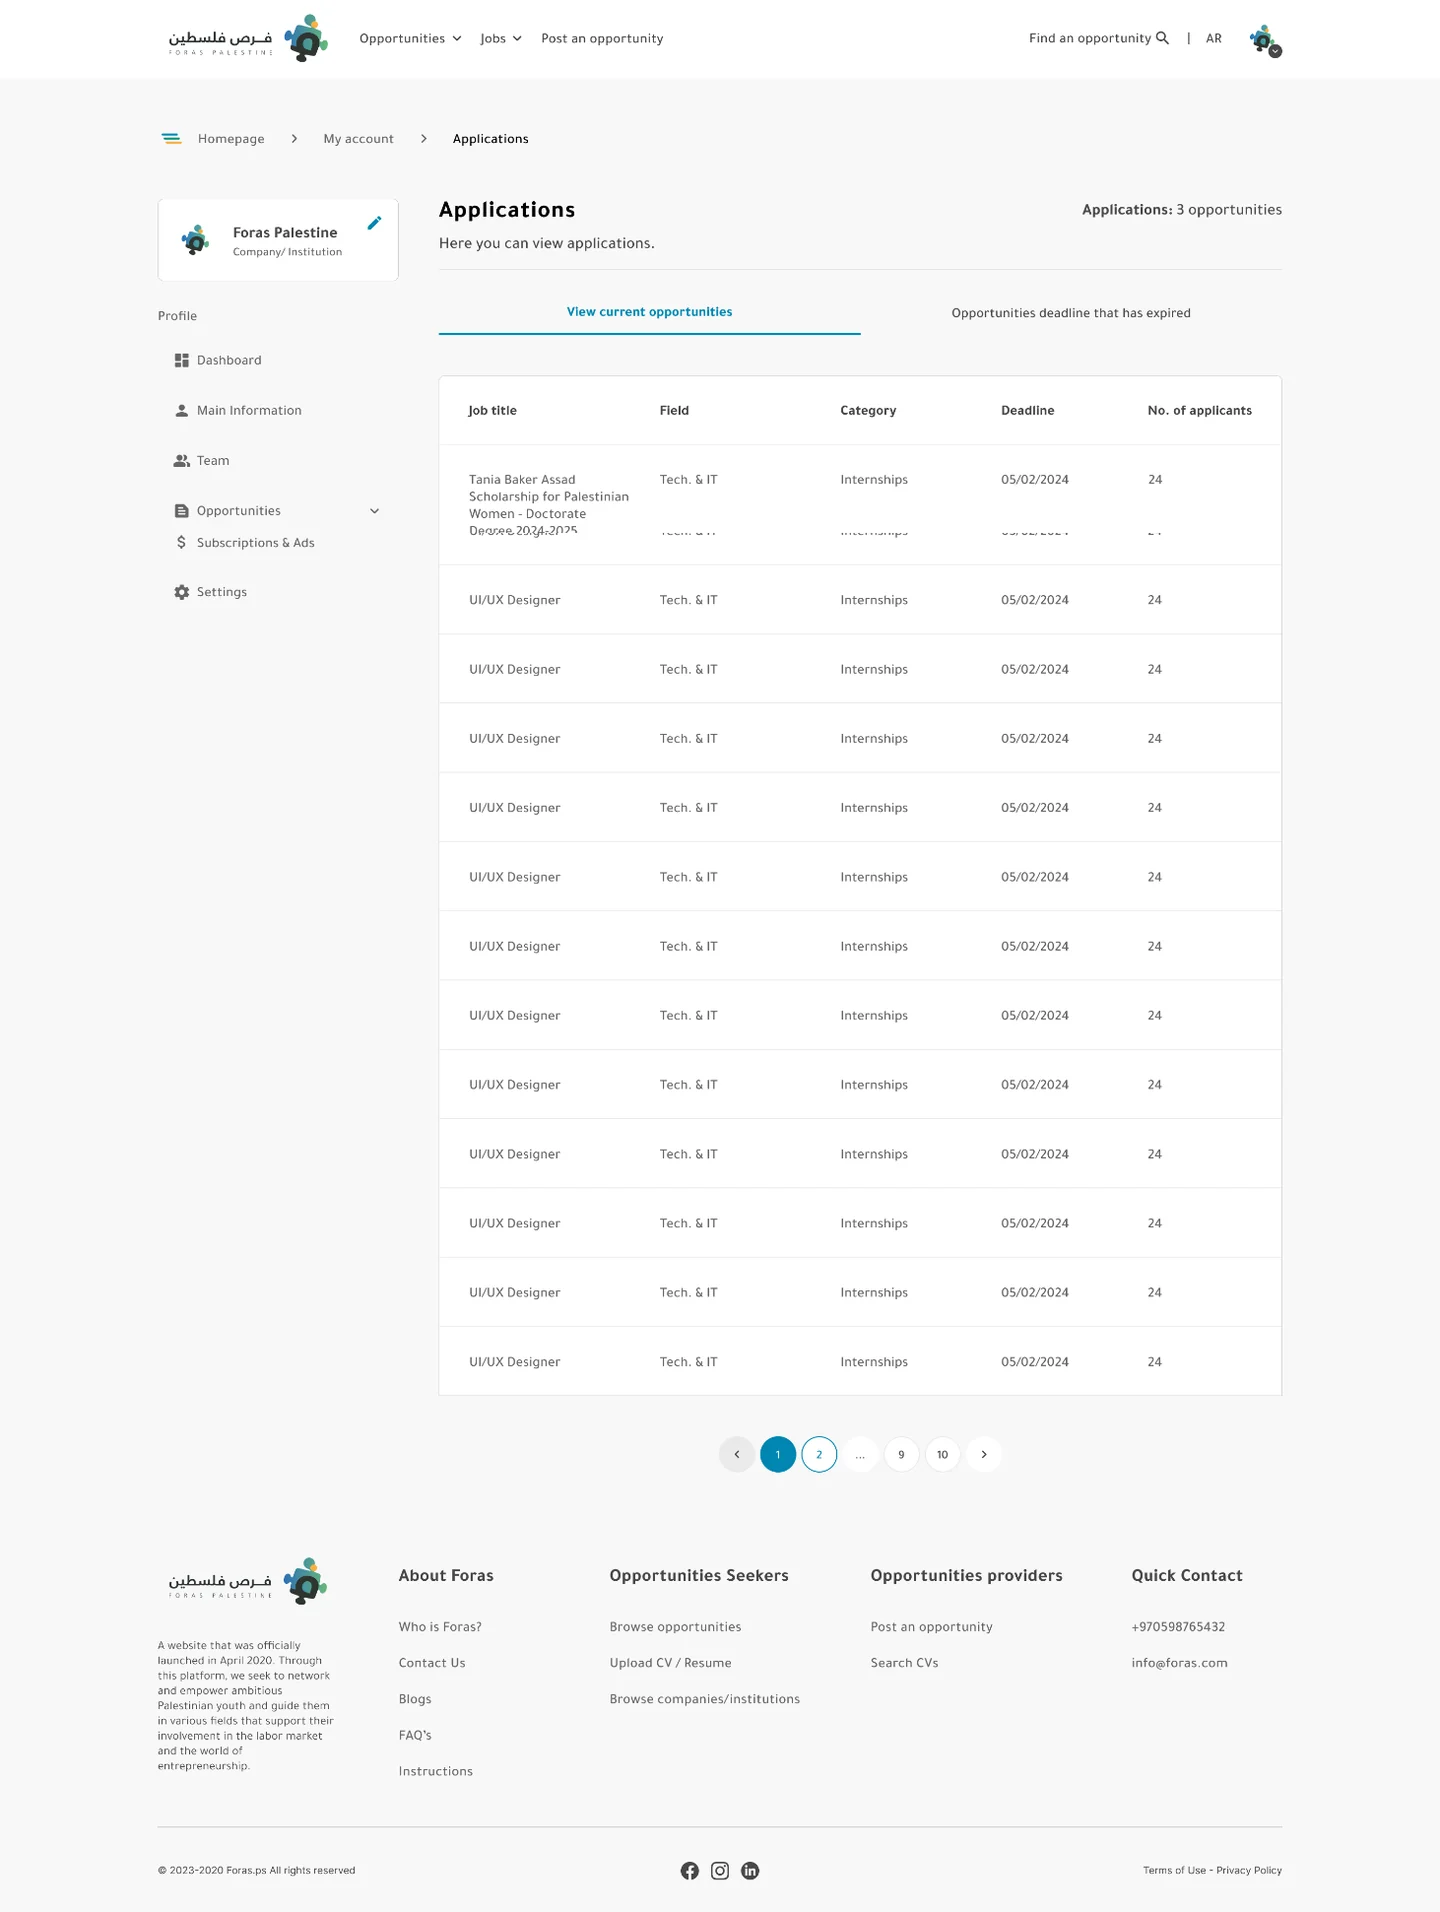 فـرص فلسطين
FORAS PALESTINE
Opportunities
Jobs
Post an opportunity
Find an opportunity
|
AR
Homepage > My account > Applications
Foras Palestine
Company/ Institution
Profile
Dashboard
Main Information
Team
Opportunities
Subscriptions & Ads
Settings
Applications
Applications: 3 opportunities
Here you can view applications.
View current opportunities
Opportunities deadline that has expired
Job title Field Category Deadline No. of applicants
Tania Baker Assad Tech. & IT Internships 05/02/2024 24
Scholarship for Palestinian
Women - Doctorate
Degree 2024-2025
UI/UX Designer Tech. & IT Internships 05/02/2024 24
UI/UX Designer Tech. & IT Internships 05/02/2024 24
UI/UX Designer Tech. & IT Internships 05/02/2024 24
UI/UX Designer Tech. & IT Internships 05/02/2024 24
UI/UX Designer Tech. & IT Internships 05/02/2024 24
UI/UX Designer Tech. & IT Internships 05/02/2024 24
UI/UX Designer Tech. & IT Internships 05/02/2024 24
UI/UX Designer Tech. & IT Internships 05/02/2024 24
UI/UX Designer Tech. & IT Internships 05/02/2024 24
UI/UX Designer Tech. & IT Internships 05/02/2024 24
UI/UX Designer Tech. & IT Internships 05/02/2024 24
UI/UX Designer Tech. & IT Internships 05/02/2024 24
< 1 2 ... 9 10 >
فـرص فلسطين
FORAS PALESTINE
A website that was officially
launched in April 2020. Through
this platform, we seek to network
and empower ambitious
Palestinian youth and guide them
in various fields that support their
involvement in the labor market
and the world of
entrepreneurship.
About Foras
Who is Foras?
Contact Us
Blogs
FAQ's
Instructions
Opportunities Seekers
Browse opportunities
Upload CV / Resume
Browse companies/institutions
Opportunities providers
Post an opportunity
Search CVs
Quick Contact
+970598765432
info@foras.com
© 2023-2020 Foras.ps All rights reserved
Terms of Use - Privacy Policy